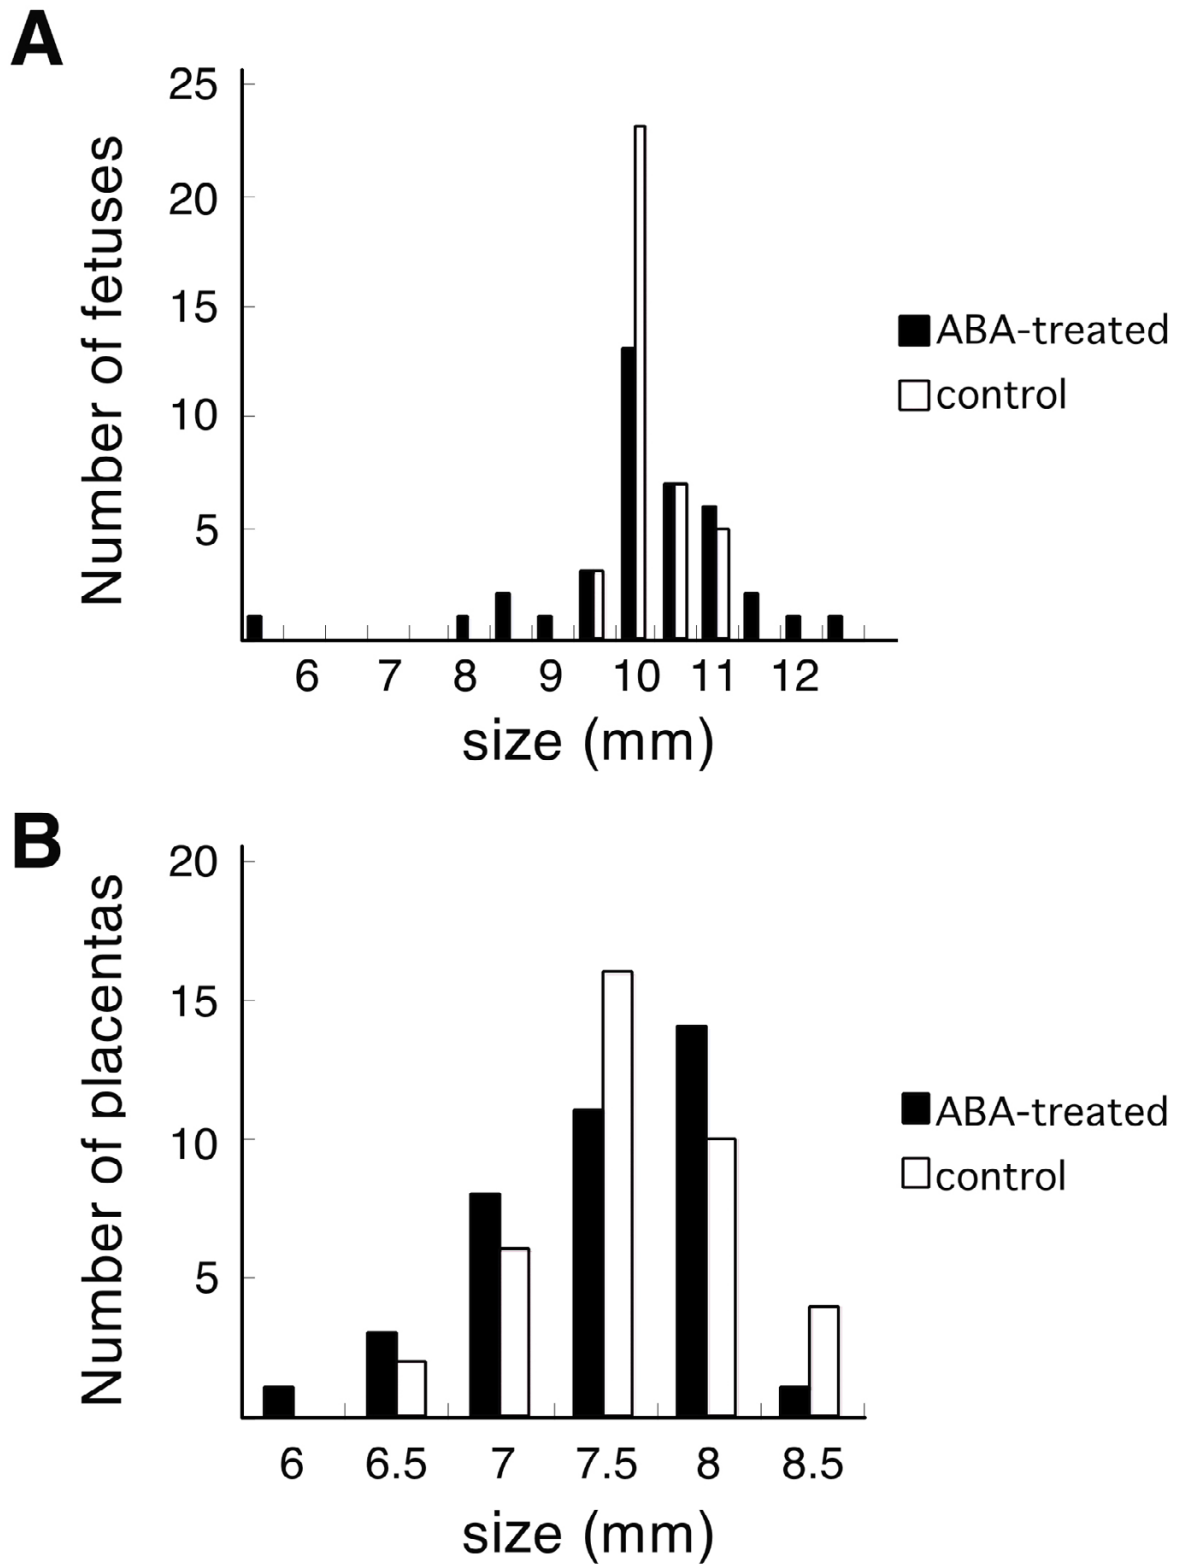 A
Number of fetuses
25
20
15
10
5
6 7 8 9 10 11 12
size (mm)
ABA-treated
control
B
Number of placentas
20
15
10
5
6 6.5 7 7.5 8 8.5
size (mm)
ABA-treated
control